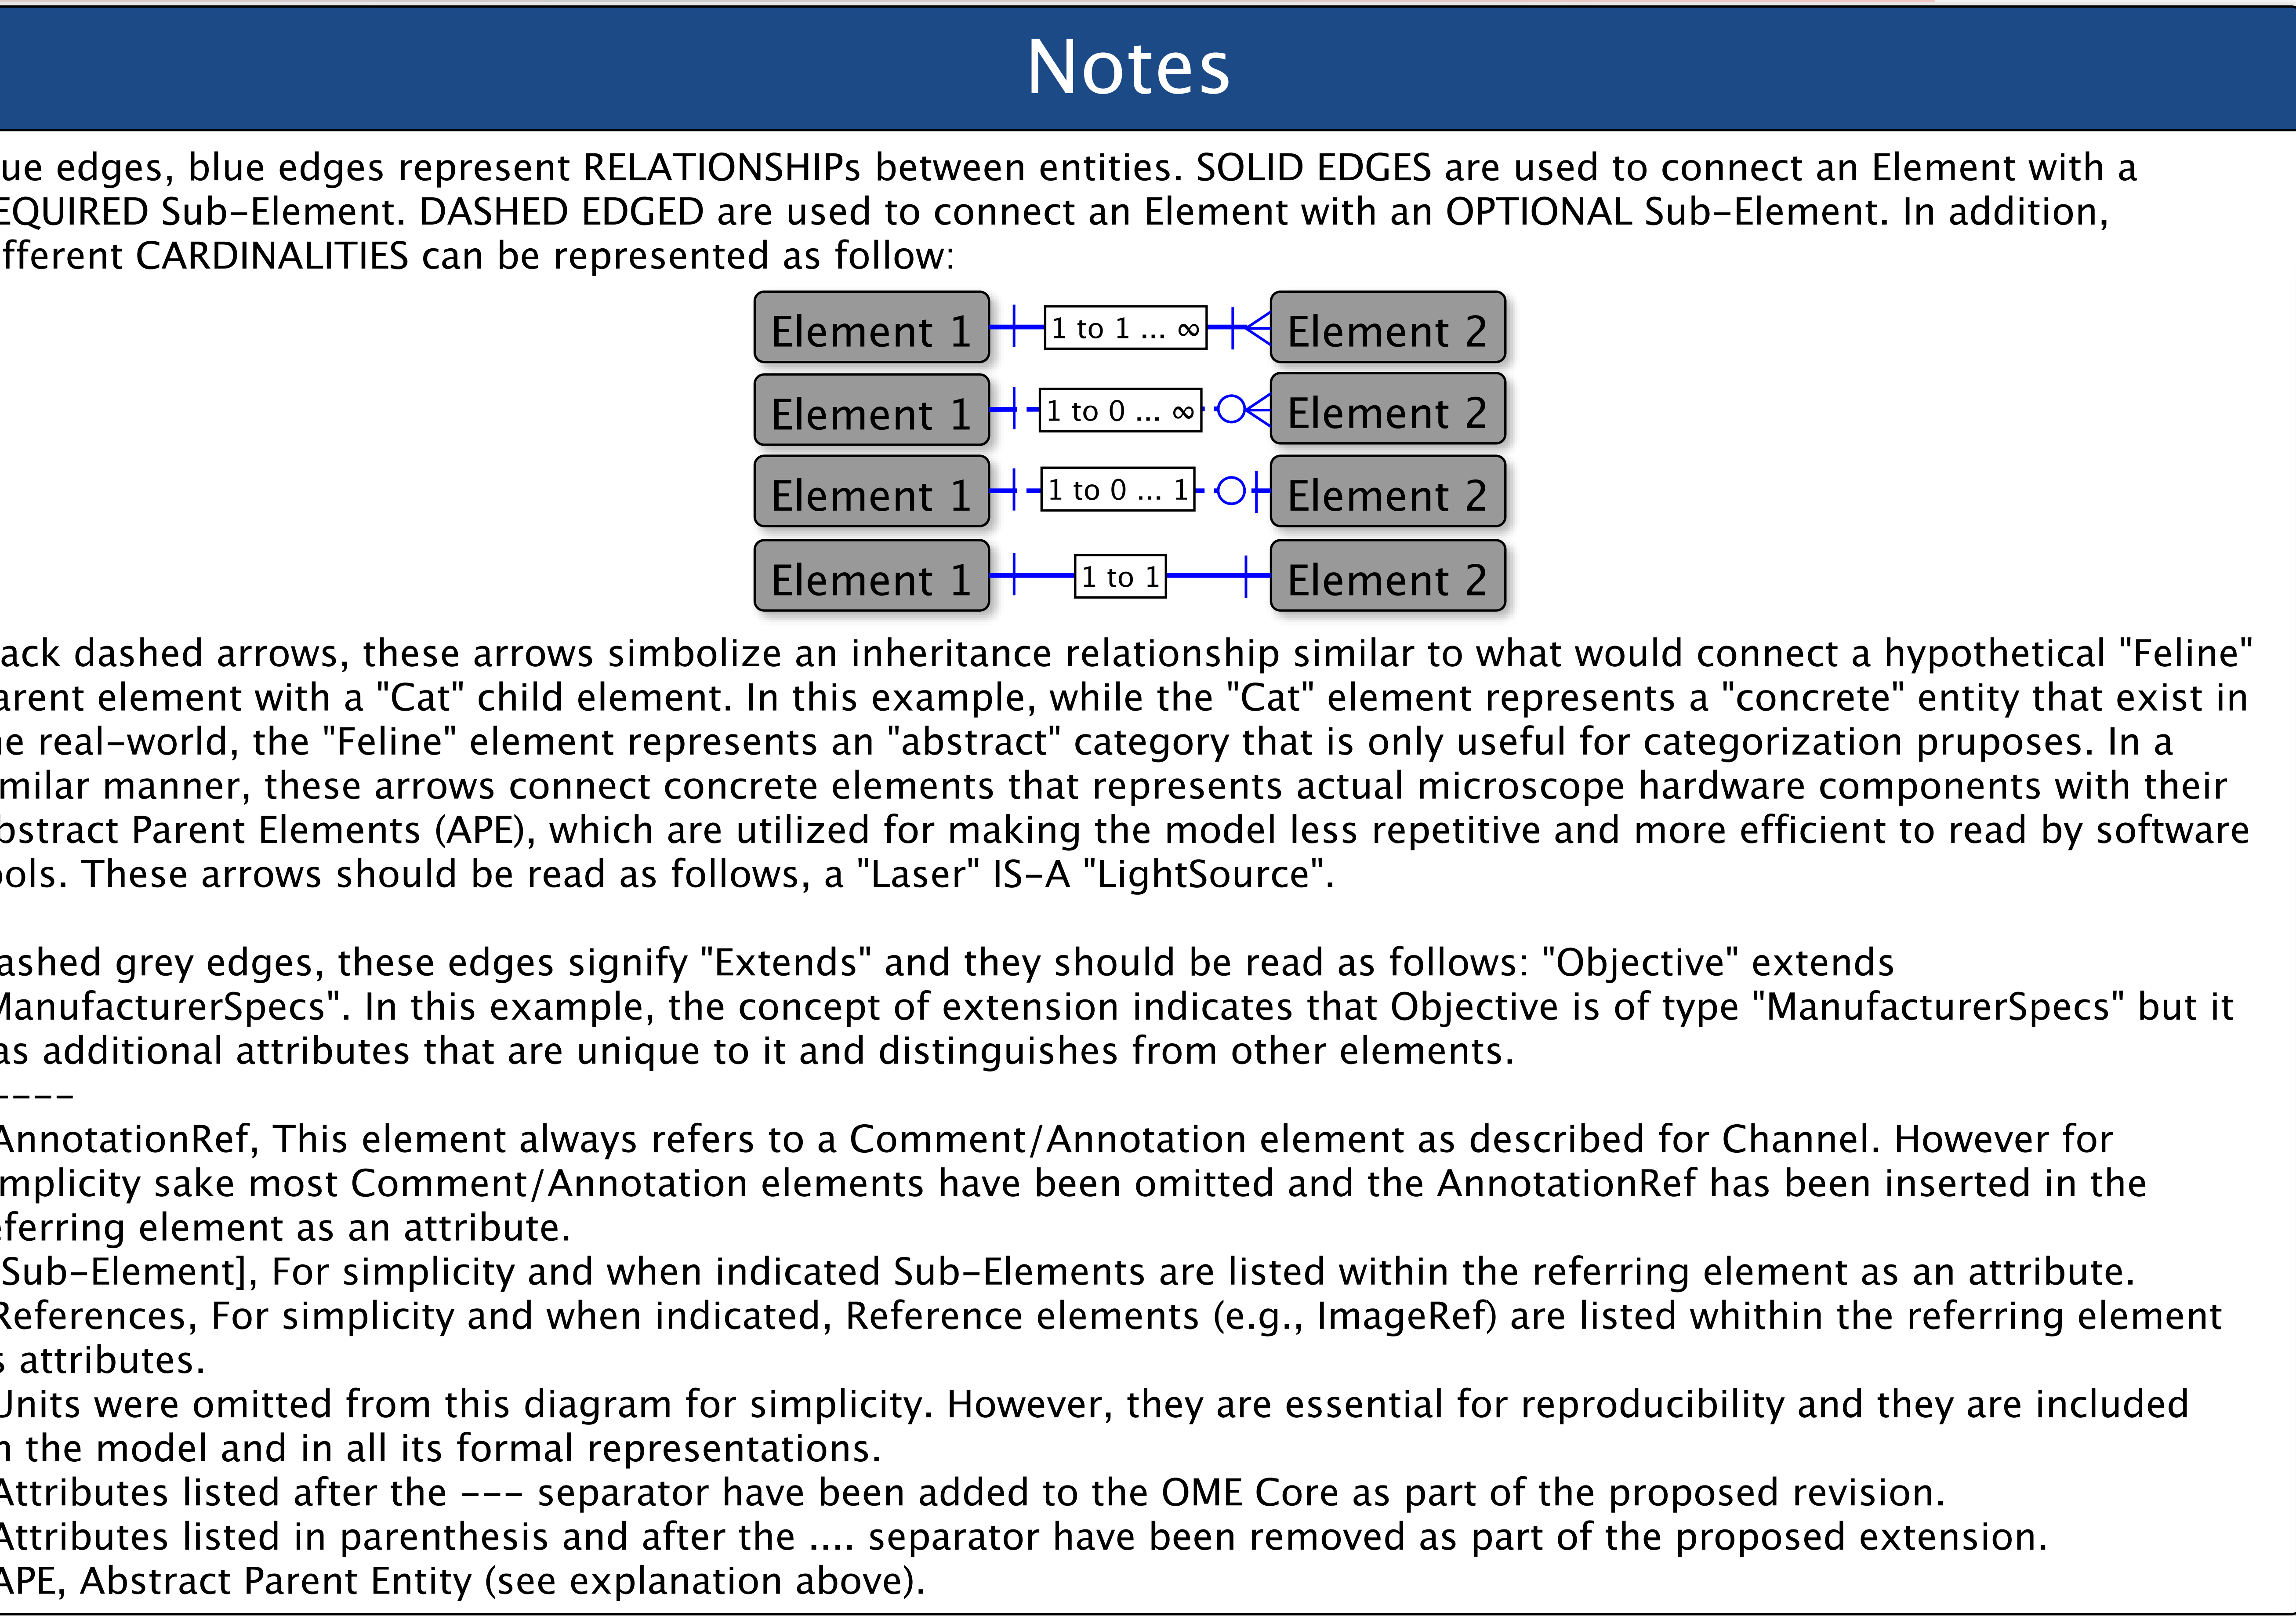 Notes
ue edges, blue edges represent RELATIONSHIPs between entities. SOLID EDGES are used to connect an Element with a
EQUIRED Sub-Element. DASHED EDGED are used to connect an Element with an OPTIONAL Sub-Element. In addition,
fferent CARDINALITIES can be represented as follow:
Element 1 1 to 1 ... ∞ Element 2
Element 1 1 to 0 ... ∞ Element 2
Element 1 1 to 0 ... 1 Element 2
Element 1 1 to 1 Element 2
ack dashed arrows, these arrows simbolize an inheritance relationship similar to what would connect a hypothetical "Feline"
arent element with a "Cat" child element. In this example, while the "Cat" element represents a "concrete" entity that exist in
e real-world, the "Feline" element represents an "abstract" category that is only useful for categorization pruposes. In a
milar manner, these arrows connect concrete elements that represents actual microscope hardware components with their
bstract Parent Elements (APE), which are utilized for making the model less repetitive and more efficient to read by software
ols. These arrows should be read as follows, a "Laser" IS-A "LightSource".
ashed grey edges, these edges signify "Extends" and they should be read as follows: "Objective" extends
ManufacturerSpecs". In this example, the concept of extension indicates that Objective is of type "ManufacturerSpecs" but it
as additional attributes that are unique to it and distinguishes from other elements.
----
AnnotationRef, This element always refers to a Comment/Annotation element as described for Channel. However for
mplicity sake most Comment/Annotation elements have been omitted and the AnnotationRef has been inserted in the
eferring element as an attribute.
Sub-Element], For simplicity and when indicated Sub-Elements are listed within the referring element as an attribute.
References, For simplicity and when indicated, Reference elements (e.g., ImageRef) are listed whithin the referring element
s attributes.
Units were omitted from this diagram for simplicity. However, they are essential for reproducibility and they are included
n the model and in all its formal representations.
Attributes listed after the --- separator have been added to the OME Core as part of the proposed revision.
Attributes listed in parenthesis and after the .... separator have been removed as part of the proposed extension.
APE, Abstract Parent Entity (see explanation above).